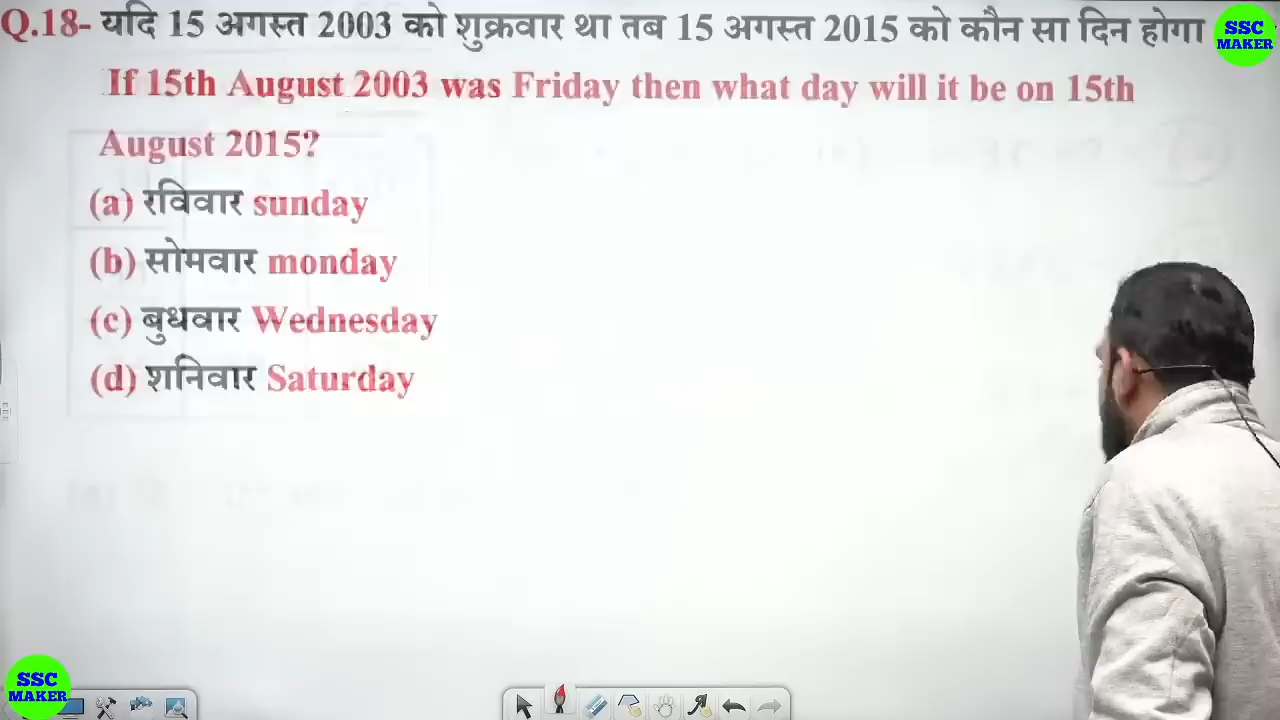 Q.18- यदि 15 अगस्त 2003 को शुक्रवार था तब 15 अगस्त 2015 को कौन सा दिन होगा
If 15th August 2003 was Friday then what day will it be on 15th
August 2015?
(a) रविवार sunday
(b) सोमवार monday
(c) बुधवार Wednesday
(d) शनिवार Saturday
SSC
MAKER
SSC
MAKER